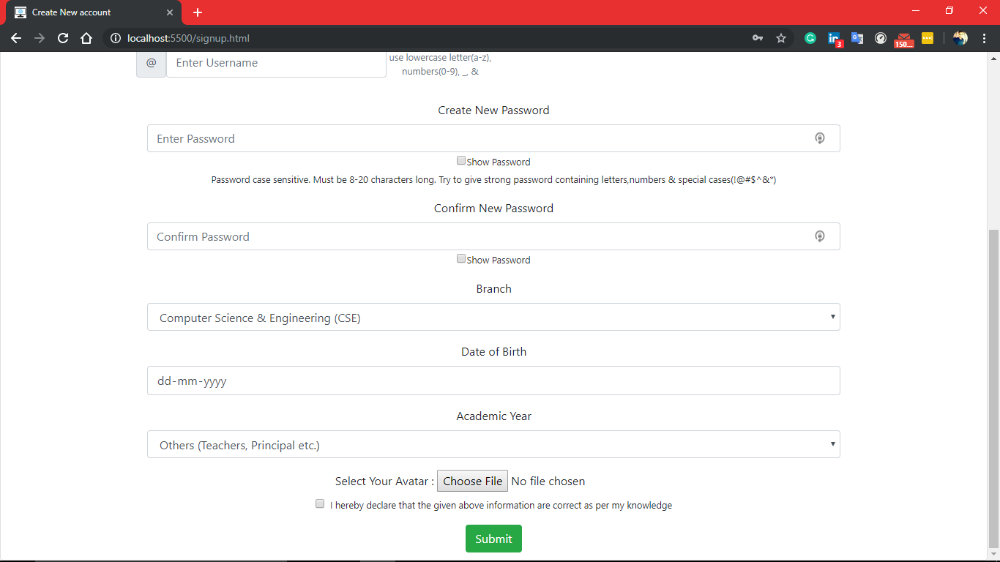 Create New account
localhost:5500/signup.html
3
150...
@
Enter Username
use lowercase letter(a-z),
numbers(0-9), _, &
Create New Password
Enter Password
Show Password
Password case sensitive. Must be 8-20 characters long. Try to give strong password containing letters,numbers & special cases(!@#$^&*)
Confirm New Password
Confirm Password
Show Password
Branch
Computer Science & Engineering (CSE)
Date of Birth
dd-mm-yyyy
Academic Year
Others (Teachers, Principal etc.)
Select Your Avatar : Choose File No file chosen
I hereby declare that the given above information are correct as per my knowledge
Submit